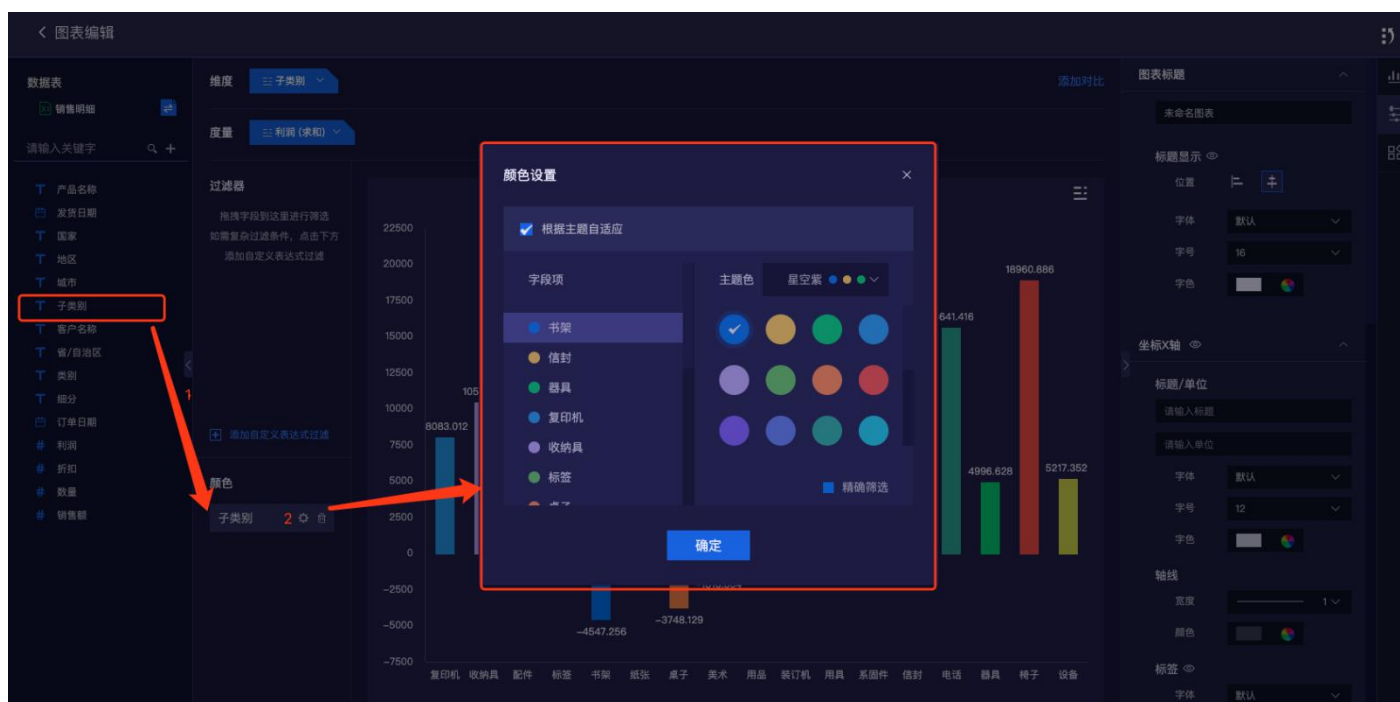 图表编辑
数据表
销售明细
请输入关键字
产品名称
发货日期
国家
地区
城市
子类别
客户名称
省/自治区
类别
细分
订单日期
利润
折扣
数量
销售额
1
维度
子类别
添加对比
度量
利润 (求和)
过滤器
拖拽字段到这里进行筛选
如需复杂过滤条件，点击下方
添加自定义表达式过滤
添加自定义表达式过滤
颜色
子类别
2
22500
20000
17500
15000
12500
10000
7500
5000
2500
0
−2500
−5000
−7500
8083.012
105
−4547.256
−3748.129
641.416
4996.628
18960.886
5217.352
复印机 收纳具 配件 标签 书架 纸张 桌子 美术 用品 装订机 用具 系固件 信封 电话 器具 椅子 设备
颜色设置
根据主题自适应
字段项
书架
信封
器具
复印机
收纳具
标签
主题色
星空紫
精确筛选
确定
图表标题
未命名图表
标题显示
位置
字体 默认
字号 16
字色
坐标X轴
标题/单位
请输入标题
请输入单位
字体 默认
字号 12
字色
轴线
宽度 1
颜色
标签
字体 默认